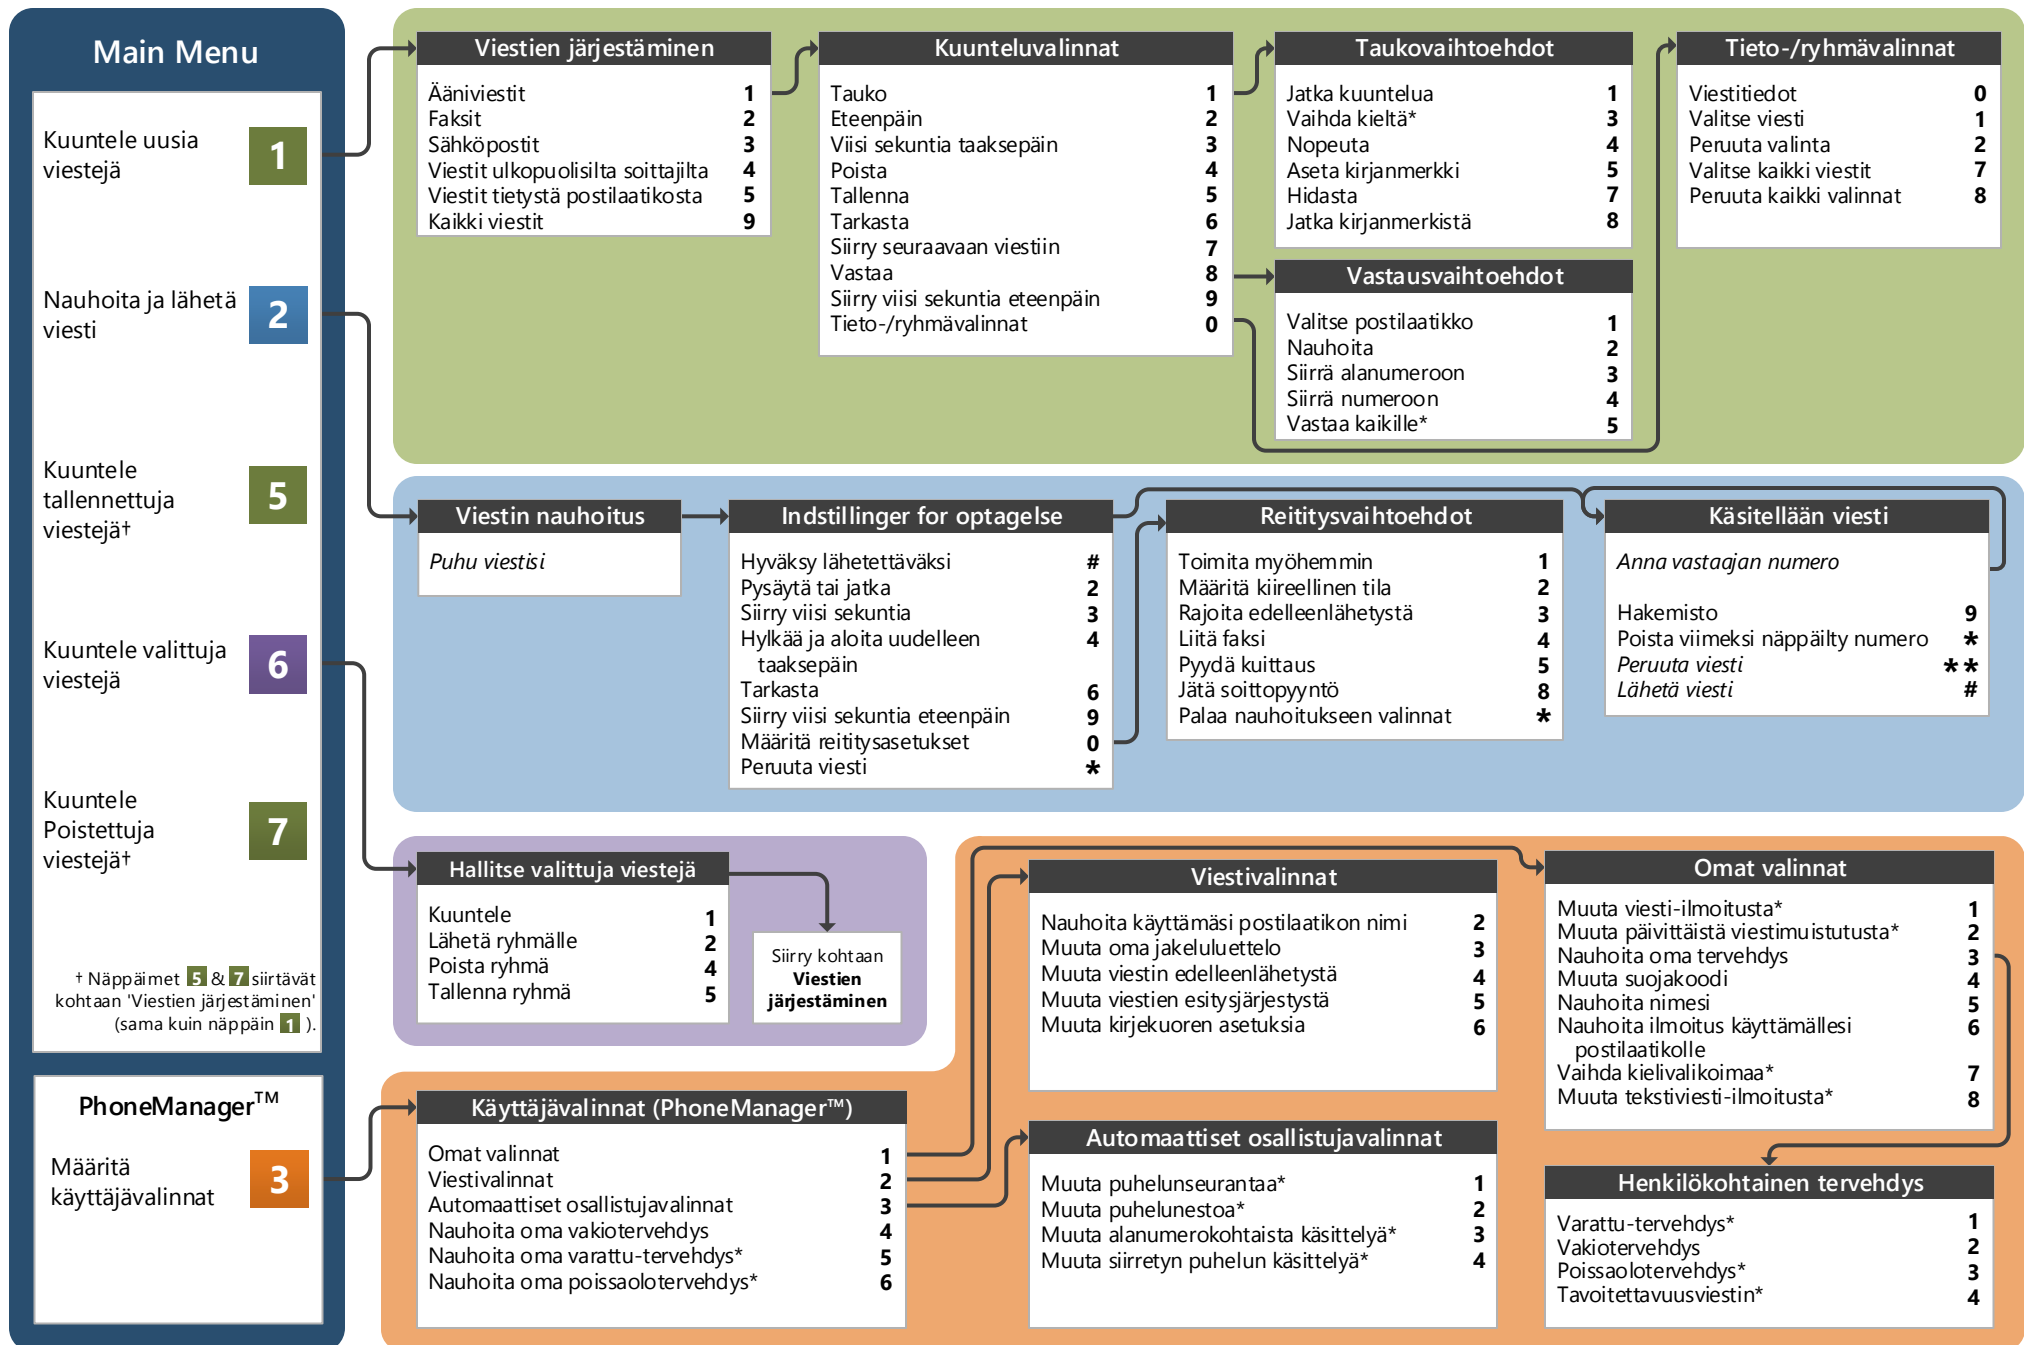 Main Menu
Kuuntele uusia
viestejä
1
Nauhoita ja lähetä
viesti
2
Kuuntele
tallennettuja
viestejä†
5
Kuuntele valittuja
viestejä
6
Kuuntele
Poistettuja
viestejä†
7
† Näppäimet 5 & 7 siirtävät
kohtaan 'Viestien järjestäminen'
(sama kuin näppäin 1 ).
PhoneManager™
Määritä
käyttäjävalinnat
3
Viestien järjestäminen
Ääniviestit 1
Faksit 2
Sähköpostit 3
Viestit ulkopuolisilta soittajilta 4
Viestit tietystä postilaatikosta 5
Kaikki viestit 9
Kuunteluvalinnat
Tauko 1
Eteenpäin 2
Viisi sekuntia taaksepäin 3
Poista 4
Tallenna 5
Tarkasta 6
Siirry seuraavaan viestiin 7
Vastaa 8
Siirry viisi sekuntia eteenpäin 9
Tieto-/ryhmävalinnat 0
Taukovaihtoehdot
Jatka kuuntelua 1
Vaihda kieltä* 3
Nopeuta 4
Aseta kirjanmerkki 5
Hidasta 7
Jatka kirjanmerkistä 8
Vastausvaihtoehdot
Valitse postilaatikko 1
Nauhoita 2
Siirrä alanumeroon 3
Siirrä numeroon 4
Vastaa kaikille* 5
Tieto-/ryhmävalinnat
Viestitiedot 0
Valitse viesti 1
Peruuta valinta 2
Valitse kaikki viestit 7
Peruuta kaikki valinnat 8
Viestin nauhoitus
Puhu viestisi
Indstillinger for optagelse
Hyväksy lähetettäväksi #
Pysäytä tai jatka 2
Siirry viisi sekuntia 3
Hylkää ja aloita uudelleen 4
taaksepäin
Tarkasta 6
Siirry viisi sekuntia eteenpäin 9
Määritä reititysasetukset 0
Peruuta viesti *
Reititysvaihtoehdot
Toimita myöhemmin 1
Määritä kiireellinen tila 2
Rajoita edelleenlähetystä 3
Liitä faksi 4
Pyydä kuittaus 5
Jätä soittopyyntö 8
Palaa nauhoitukseen valinnat *
Käsitellään viesti
Anna vastaajan numero
Hakemisto 9
Poista viimeksi näppäilty numero *
Peruuta viesti **
Lähetä viesti #
Hallitse valittuja viestejä
Kuuntele 1
Lähetä ryhmälle 2
Poista ryhmä 4
Tallenna ryhmä 5
Siirry kohtaan
Viestien
järjestäminen
Käyttäjävalinnat (PhoneManager™)
Omat valinnat 1
Viestivalinnat 2
Automaattiset osallistujavalinnat 3
Nauhoita oma vakiotervehdys 4
Nauhoita oma varattu-tervehdys* 5
Nauhoita oma poissaolotervehdys* 6
Viestivalinnat
Nauhoita käyttämäsi postilaatikon nimi 2
Muuta oma jakeluluettelo 3
Muuta viestin edelleenlähetystä 4
Muuta viestien esitysjärjestystä 5
Muuta kirjekuoren asetuksia 6
Automaattiset osallistujavalinnat
Muuta puhelunseurantaa* 1
Muuta puhelunestoa* 2
Muuta alanumerokohtaista käsittelyä* 3
Muuta siirretyn puhelun käsittelyä* 4
Omat valinnat
Muuta viesti-ilmoitusta* 1
Muuta päivittäistä viestimuistutusta* 2
Nauhoita oma tervehdys 3
Muuta suojakoodi 4
Nauhoita nimesi 5
Nauhoita ilmoitus käyttämällesi 6
postilaatikolle
Vaihda kielivalikoimaa* 7
Muuta tekstiviesti-ilmoitusta* 8
Henkilökohtainen tervehdys
Varattu-tervehdys* 1
Vakiotervehdys 2
Poissaolotervehdys* 3
Tavoitettavuusviestin* 4